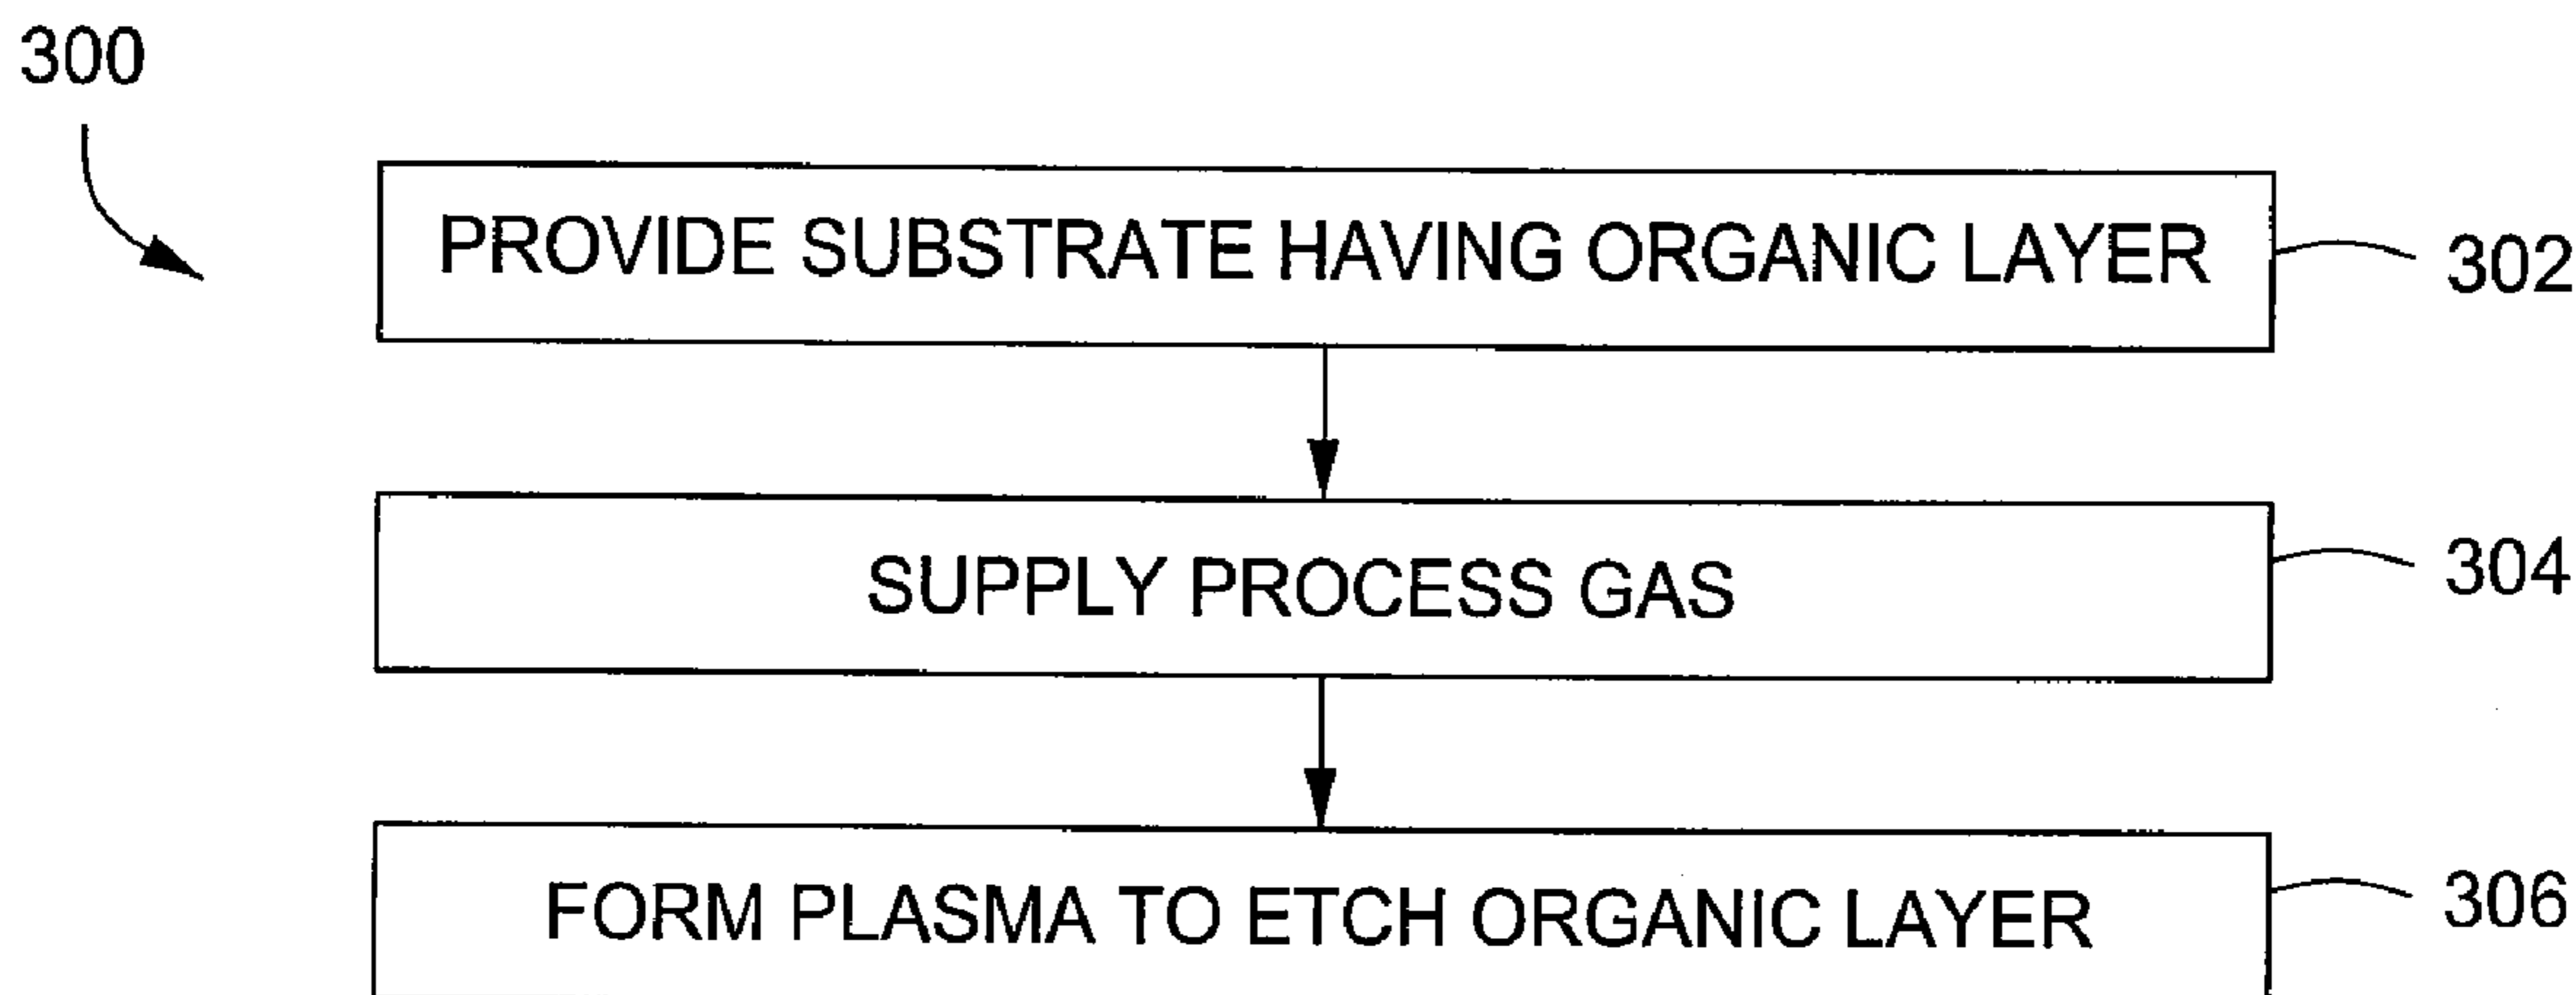 300
PROVIDE SUBSTRATE HAVING ORGANIC LAYER
302
SUPPLY PROCESS GAS
304
FORM PLASMA TO ETCH ORGANIC LAYER
306